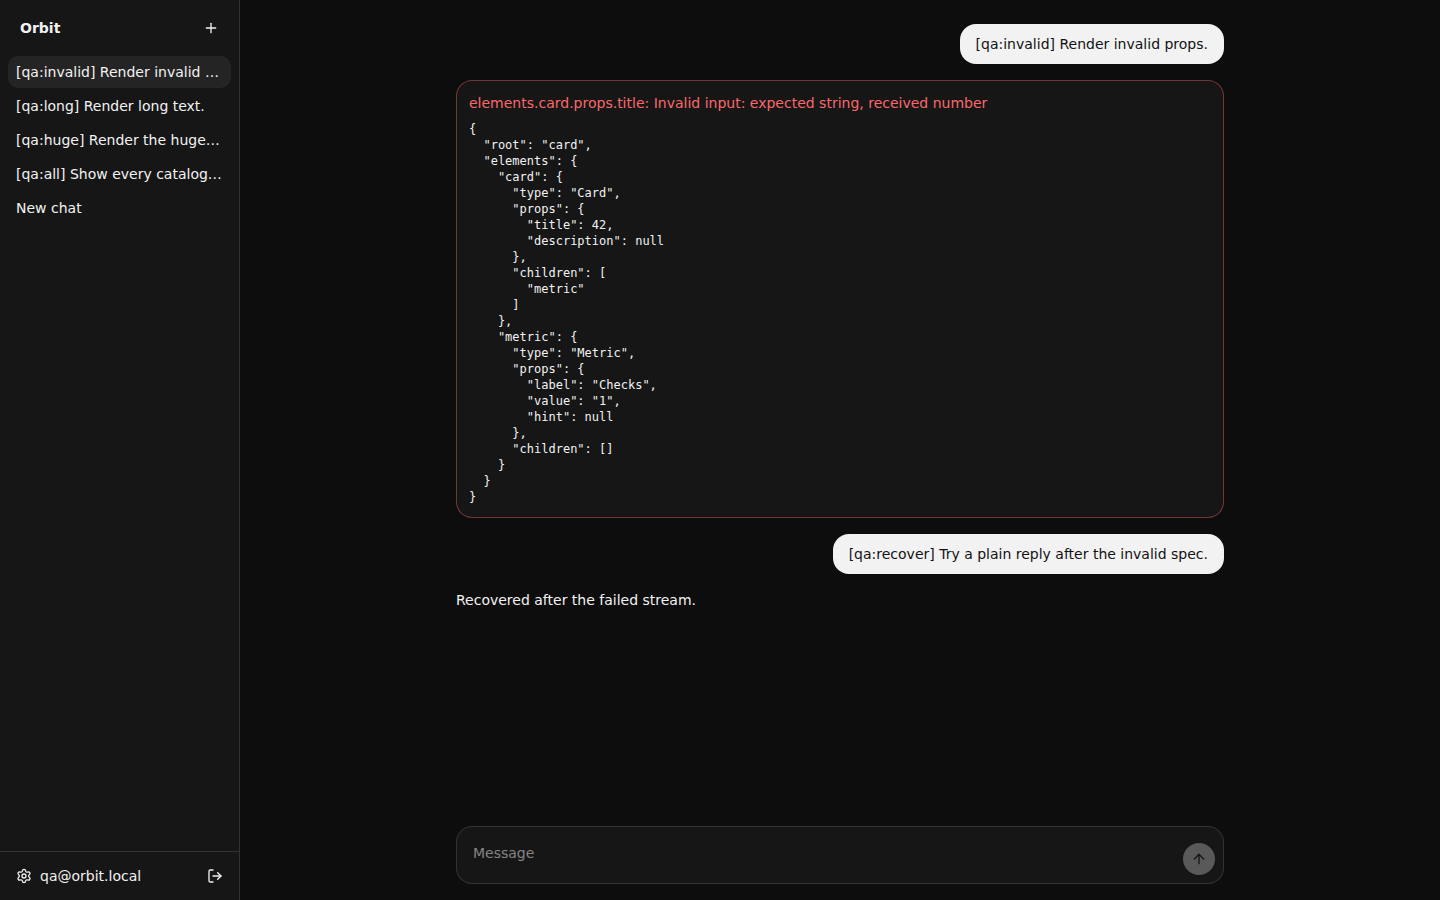 Orbit
[qa:invalid] Render invalid …
[qa:long] Render long text.
[qa:huge] Render the huge…
[qa:all] Show every catalog…
New chat
qa@orbit.local
[qa:invalid] Render invalid props.
elements.card.props.title: Invalid input: expected string, received number
{
  "root": "card",
  "elements": {
    "card": {
      "type": "Card",
      "props": {
        "title": 42,
        "description": null
      },
      "children": [
        "metric"
      ]
    },
    "metric": {
      "type": "Metric",
      "props": {
        "label": "Checks",
        "value": "1",
        "hint": null
      },
      "children": []
    }
  }
}
[qa:recover] Try a plain reply after the invalid spec.
Recovered after the failed stream.
Message